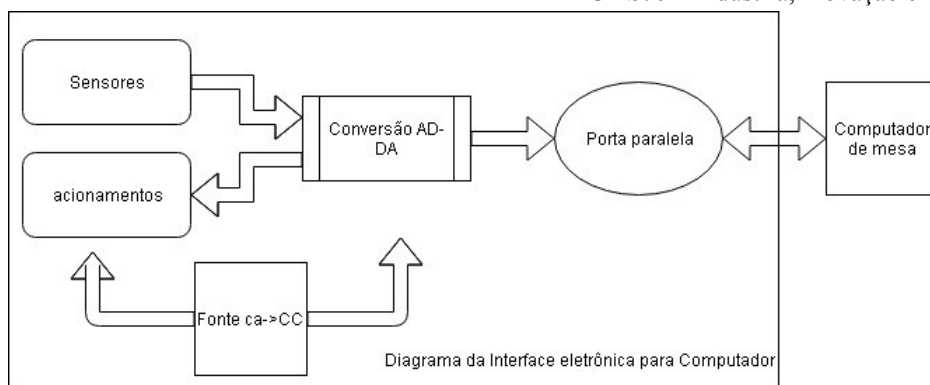 Sensores
Conversão AD-
DA
Porta paralela
Computador
de mesa
acionamentos
Fonte ca->CC
Diagrama da Interface eletrônica para Computador